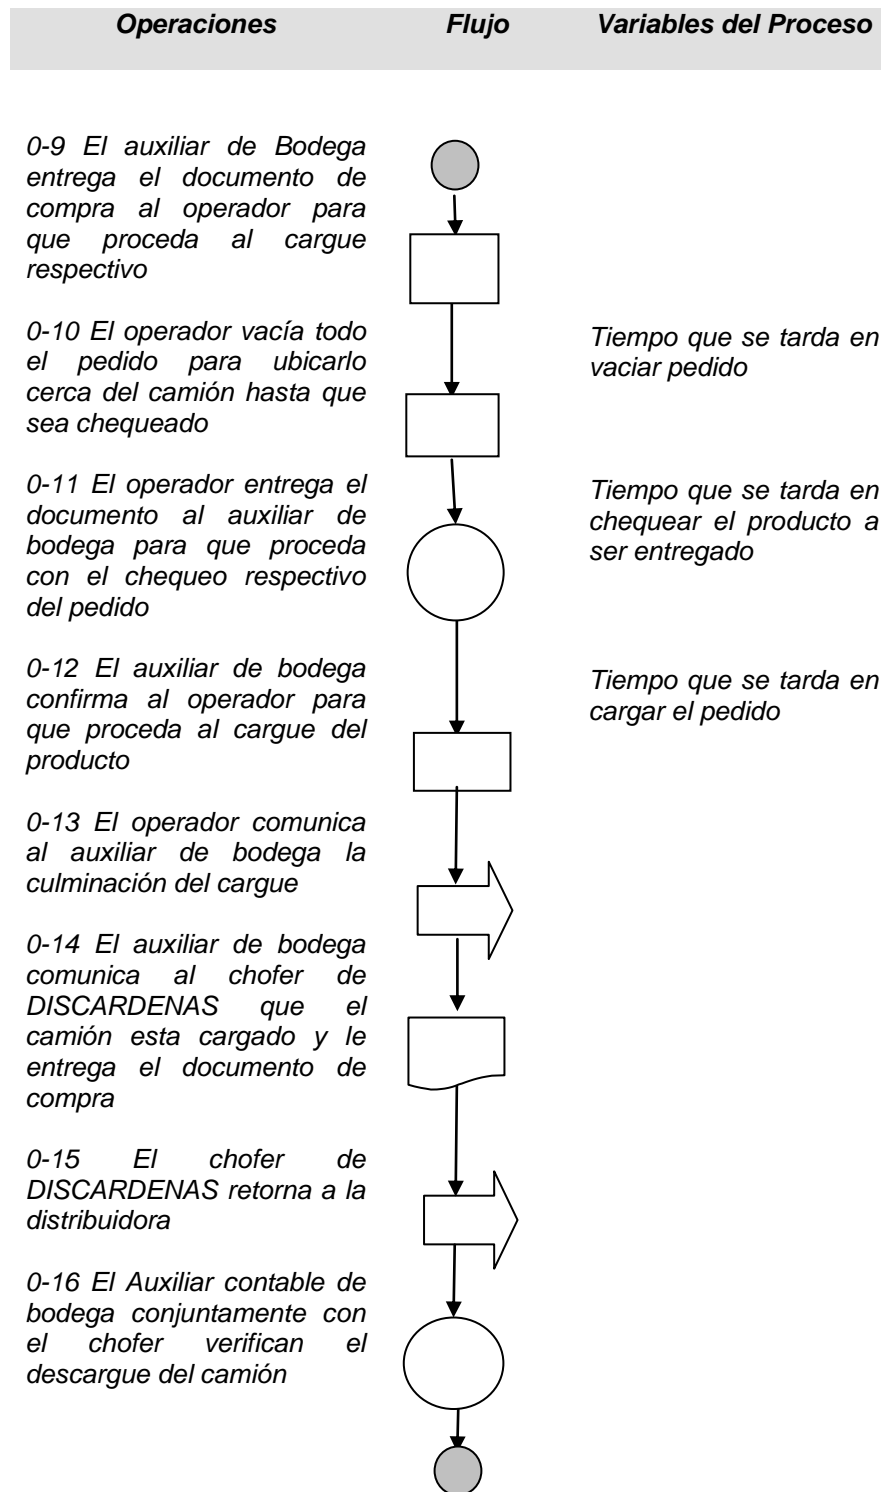 Operaciones Flujo Variables del Proceso
0-9 El auxiliar de Bodega
entrega el documento de
compra al operador para
que proceda al cargue
respectivo
0-10 El operador vacía todo
el pedido para ubicarlo
cerca del camión hasta que
sea chequeado
Tiempo que se tarda en
vaciar pedido
0-11 El operador entrega el
documento al auxiliar de
bodega para que proceda
con el chequeo respectivo
del pedido
Tiempo que se tarda en
chequear el producto a
ser entregado
0-12 El auxiliar de bodega
confirma al operador para
que proceda al cargue del
producto
Tiempo que se tarda en
cargar el pedido
0-13 El operador comunica
al auxiliar de bodega la
culminación del cargue
0-14 El auxiliar de bodega
comunica al chofer de
DISCARDENAS que el
camión esta cargado y le
entrega el documento de
compra
0-15 El chofer de
DISCARDENAS retorna a la
distribuidora
0-16 El Auxiliar contable de
bodega conjuntamente con
el chofer verifican el
descargue del camión